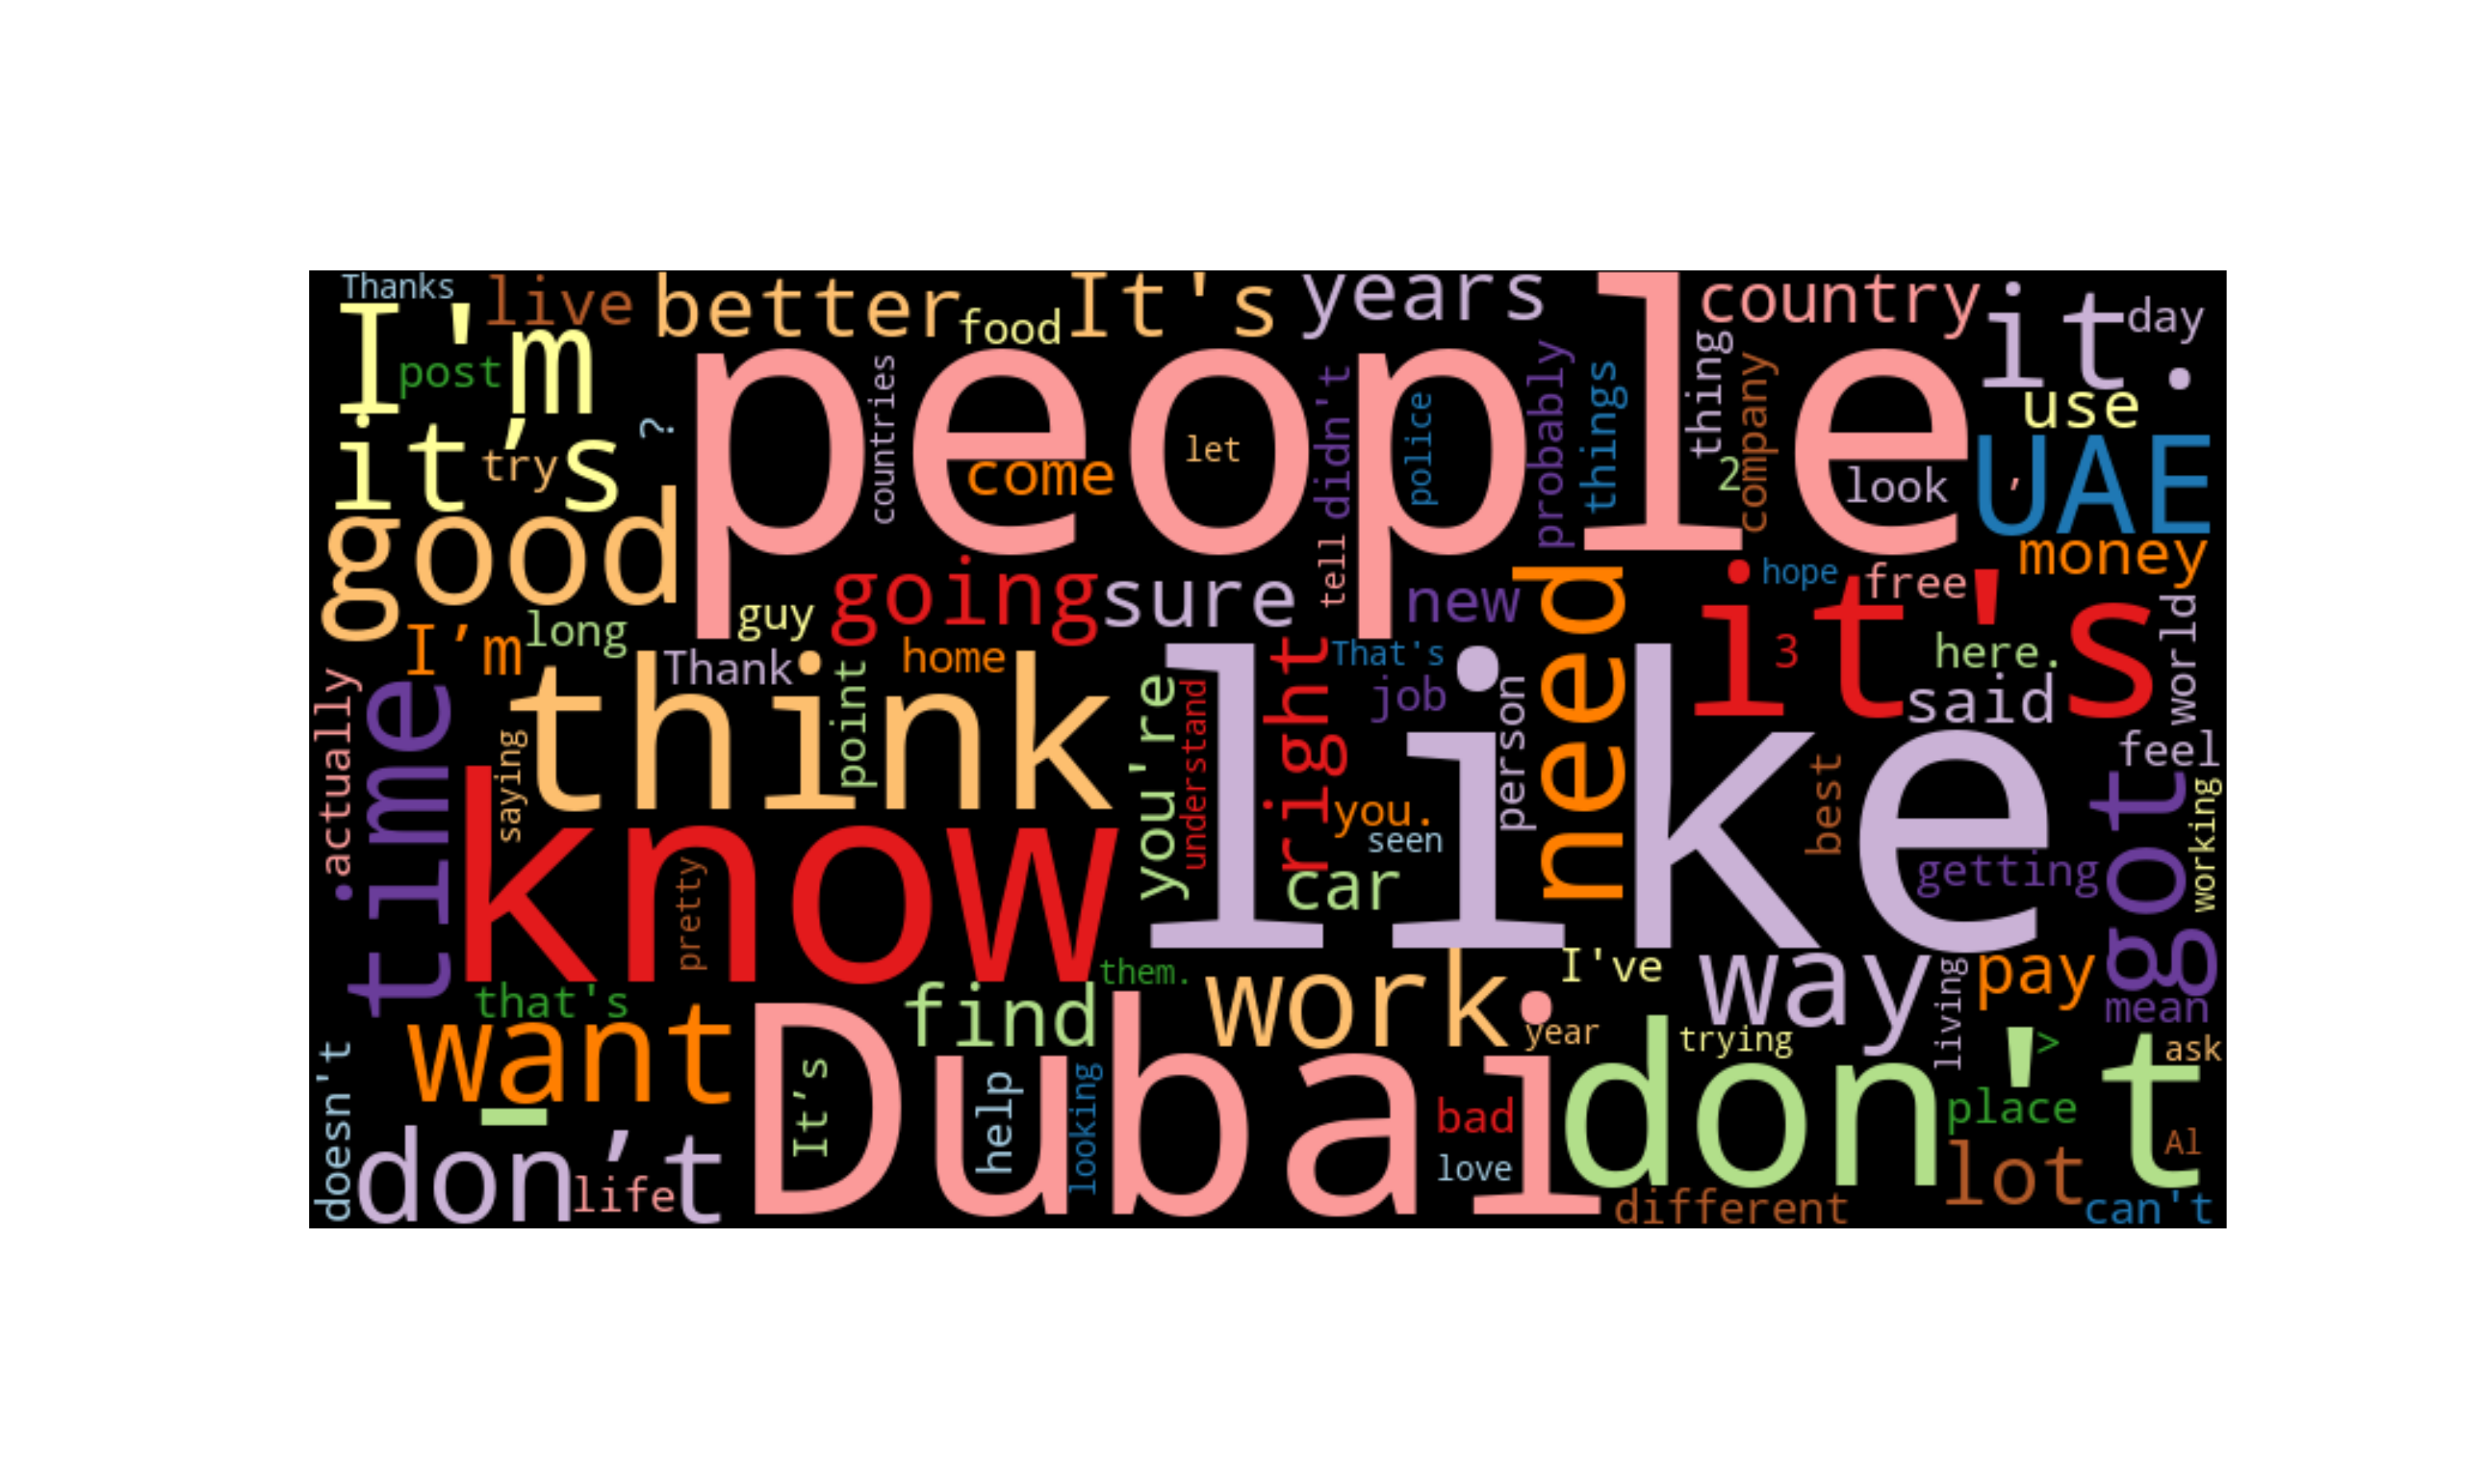 Thanks
live
better
food
It's
years
country
it.
day
I'm
post
people
countries
thing
use
it’s
try
?
come
let
didn't
police
probably
things
2
company
look
,
UAE
good
money
going
sure
tell
new
need
hope
free
guy
long
I’m
it's
3
here.
world
Thank
home
think
point
That's
job
said
right
person
like
you're
understand
actually
time
saying
feel
you.
seen
best
know
pretty
car
getting
got
working
.
them.
I've
way
living
pay
mean
that's
find
work
year
trying
>
ask
want
–
Dubai
It’s
help
looking
bad
love
don't
place
Al
doesn't
don’t
life
different
lot
can't